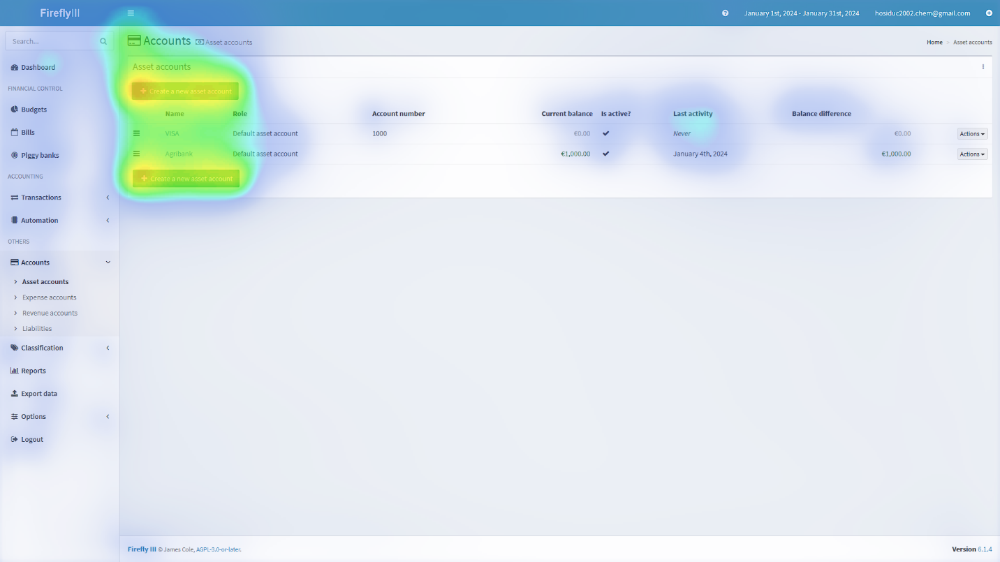 FireflyIII
January 1st, 2024 - January 31st, 2024
hosiduc2002.chem@gmail.com
Search...
Accounts Asset accounts
Home > Asset accounts
Dashboard
FINANCIAL CONTROL
Budgets
Bills
Piggy banks
ACCOUNTING
Transactions
Automation
OTHERS
Accounts
Asset accounts
Expense accounts
Revenue accounts
Liabilities
Classification
Reports
Export data
Options
Logout
Asset accounts
Create a new asset account
Name Role Account number Current balance Is active? Last activity Balance difference
VISA Default asset account 1000 €0.00 Never €0.00 Actions
Agribank Default asset account €1,000.00 January 4th, 2024 €1,000.00 Actions
Create a new asset account
Firefly III © James Cole, AGPL-3.0-or-later.
Version 6.1.4